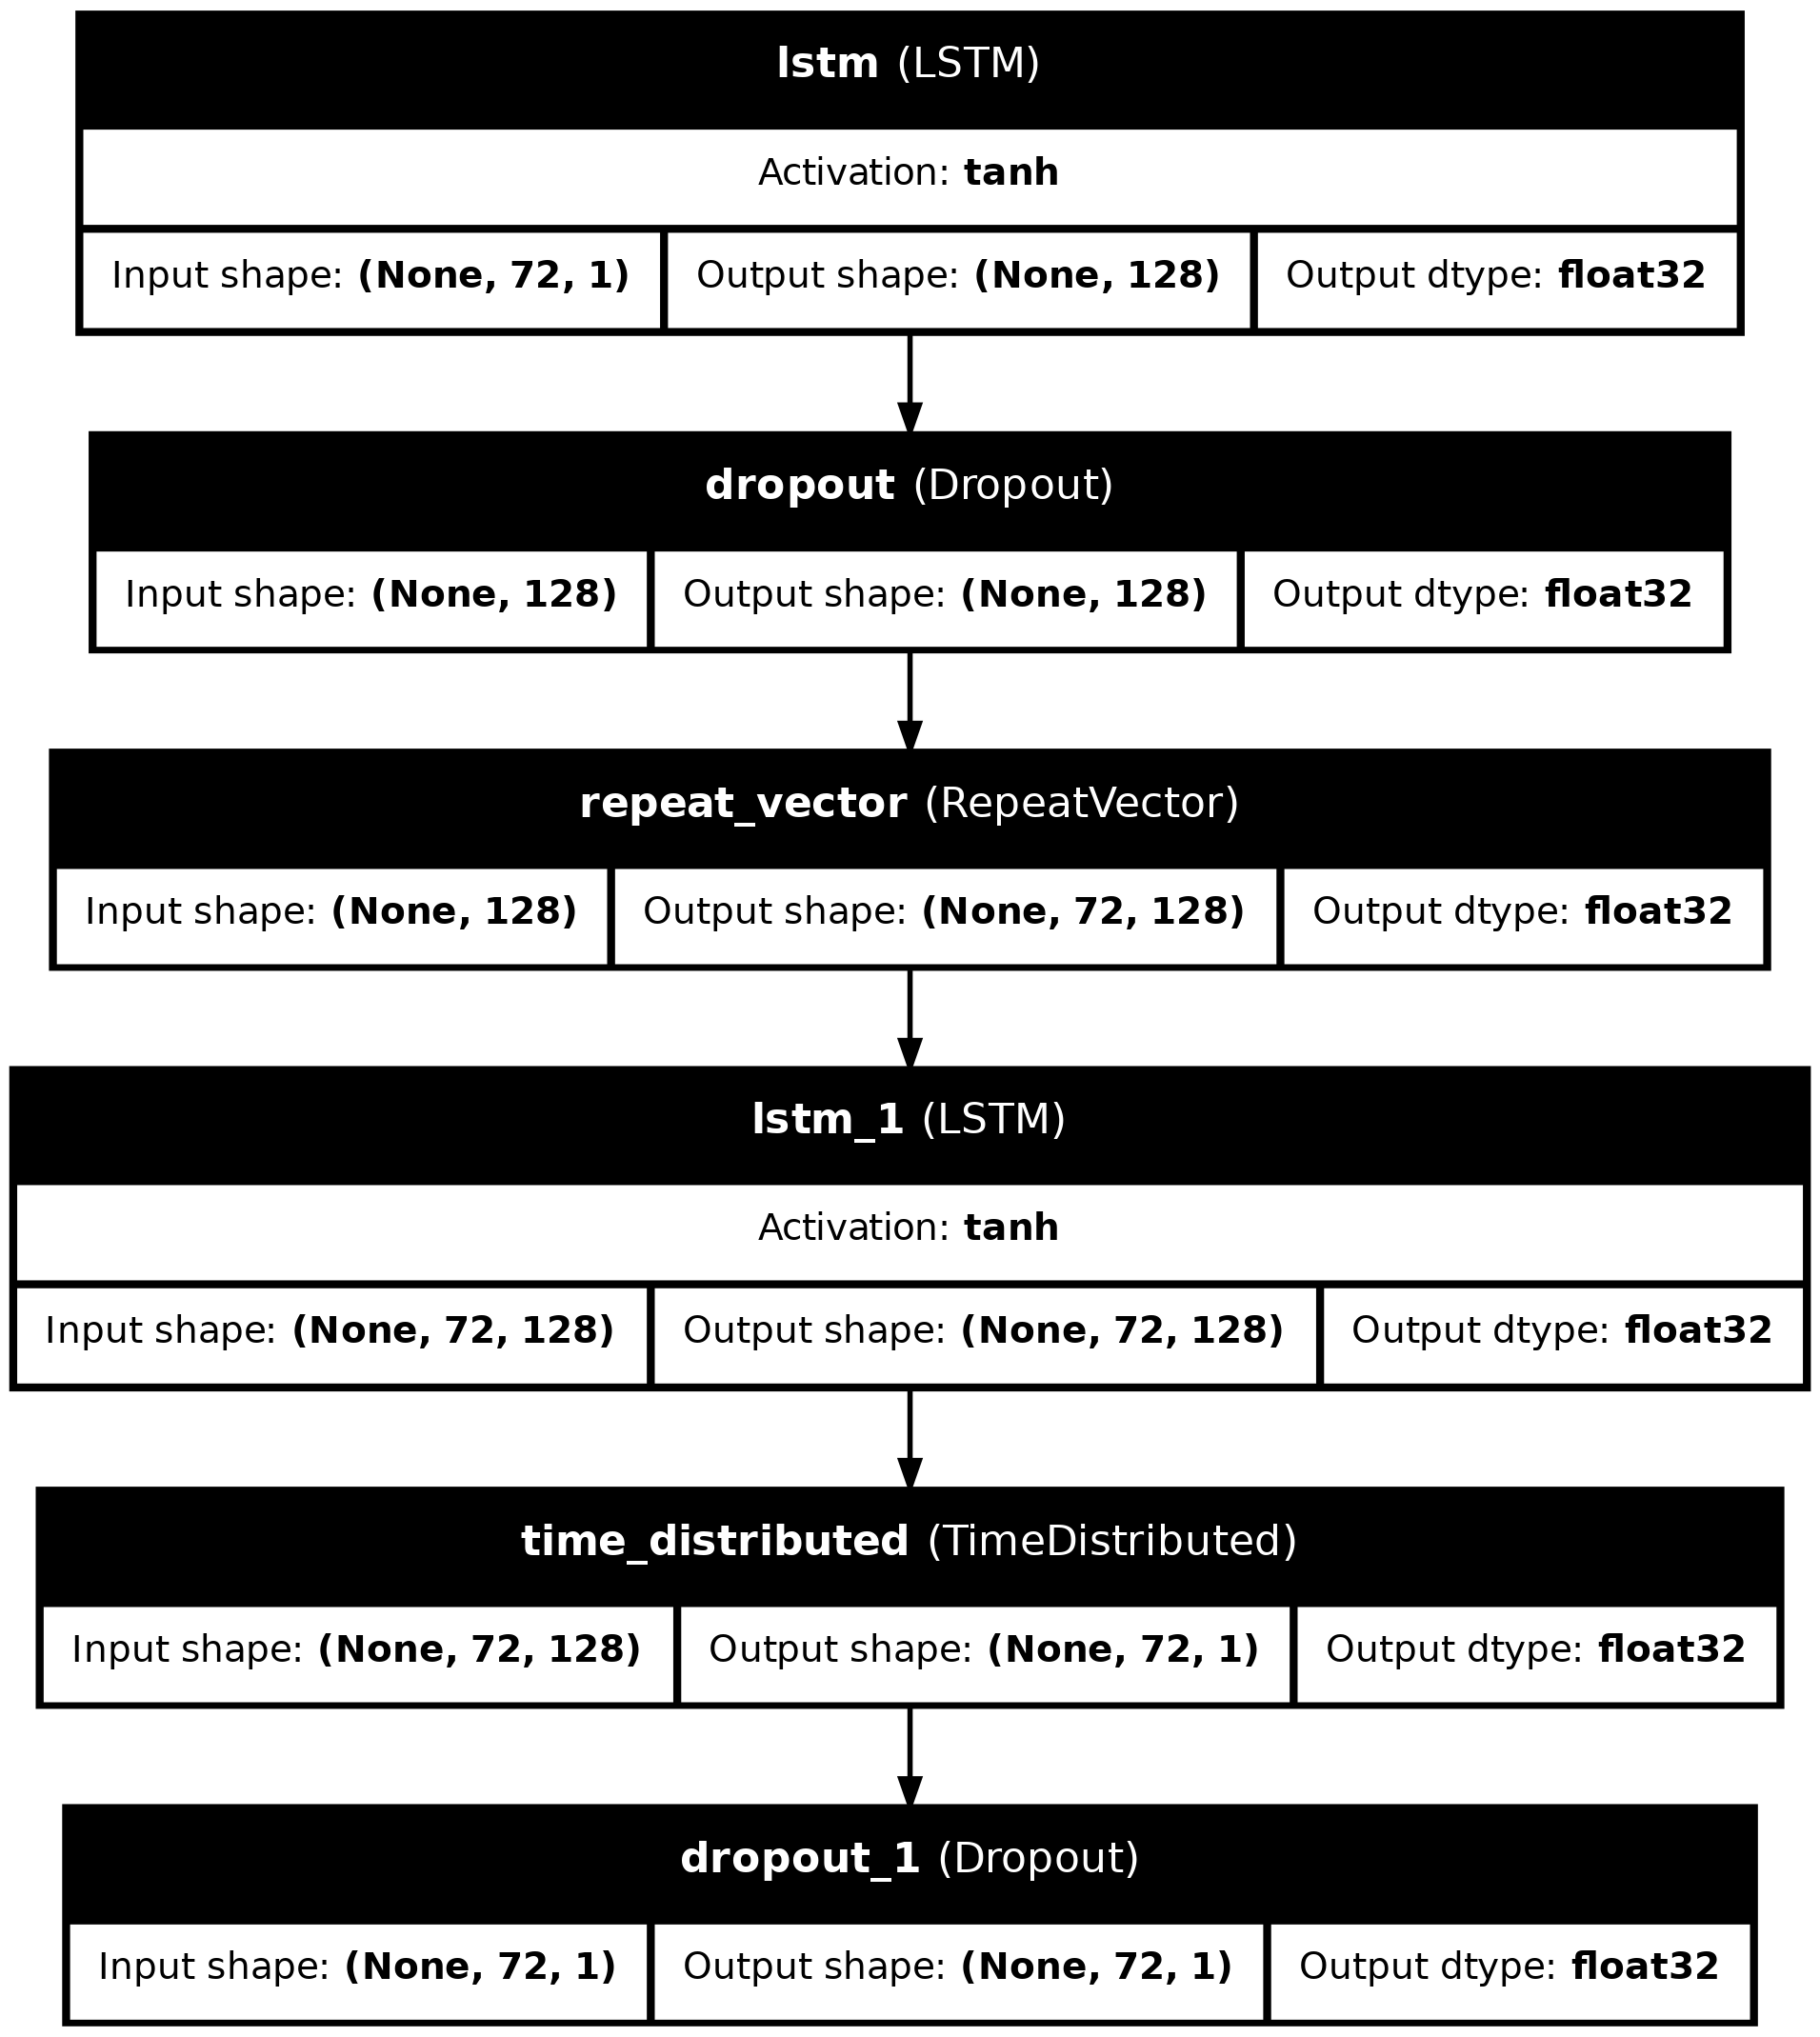 lstm (LSTM)
Activation: tanh
Input shape: (None, 72, 1) Output shape: (None, 128) Output dtype: float32
dropout (Dropout)
Input shape: (None, 128) Output shape: (None, 128) Output dtype: float32
repeat_vector (RepeatVector)
Input shape: (None, 128) Output shape: (None, 72, 128) Output dtype: float32
lstm_1 (LSTM)
Activation: tanh
Input shape: (None, 72, 128) Output shape: (None, 72, 128) Output dtype: float32
time_distributed (TimeDistributed)
Input shape: (None, 72, 128) Output shape: (None, 72, 1) Output dtype: float32
dropout_1 (Dropout)
Input shape: (None, 72, 1) Output shape: (None, 72, 1) Output dtype: float32